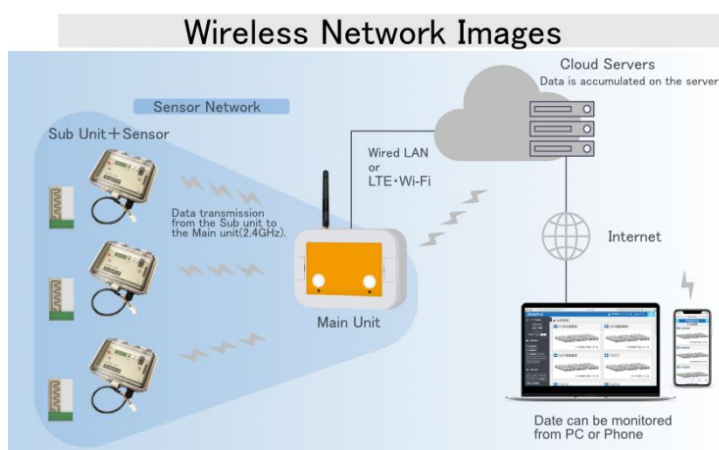 Wireless Network Images
Cloud Servers
Data is accumulated on the server
Sensor Network
Sub Unit＋Sensor
Wired LAN
or
LTE・Wi-Fi
Data transmission
from the Sub unit to
the Main unit(2.4GHz).
Internet
Main Unit
Date can be monitored
from PC or Phone